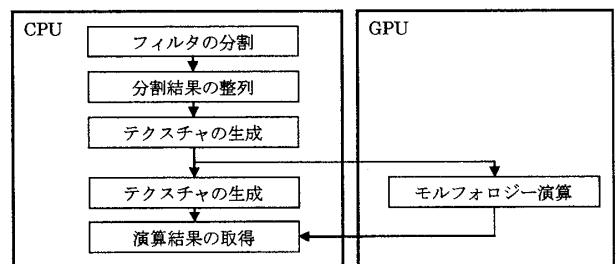 CPU
フィルタの分割
分割結果の整列
テクスチャの生成
テクスチャの生成
演算結果の取得
GPU
モルフォロジー演算